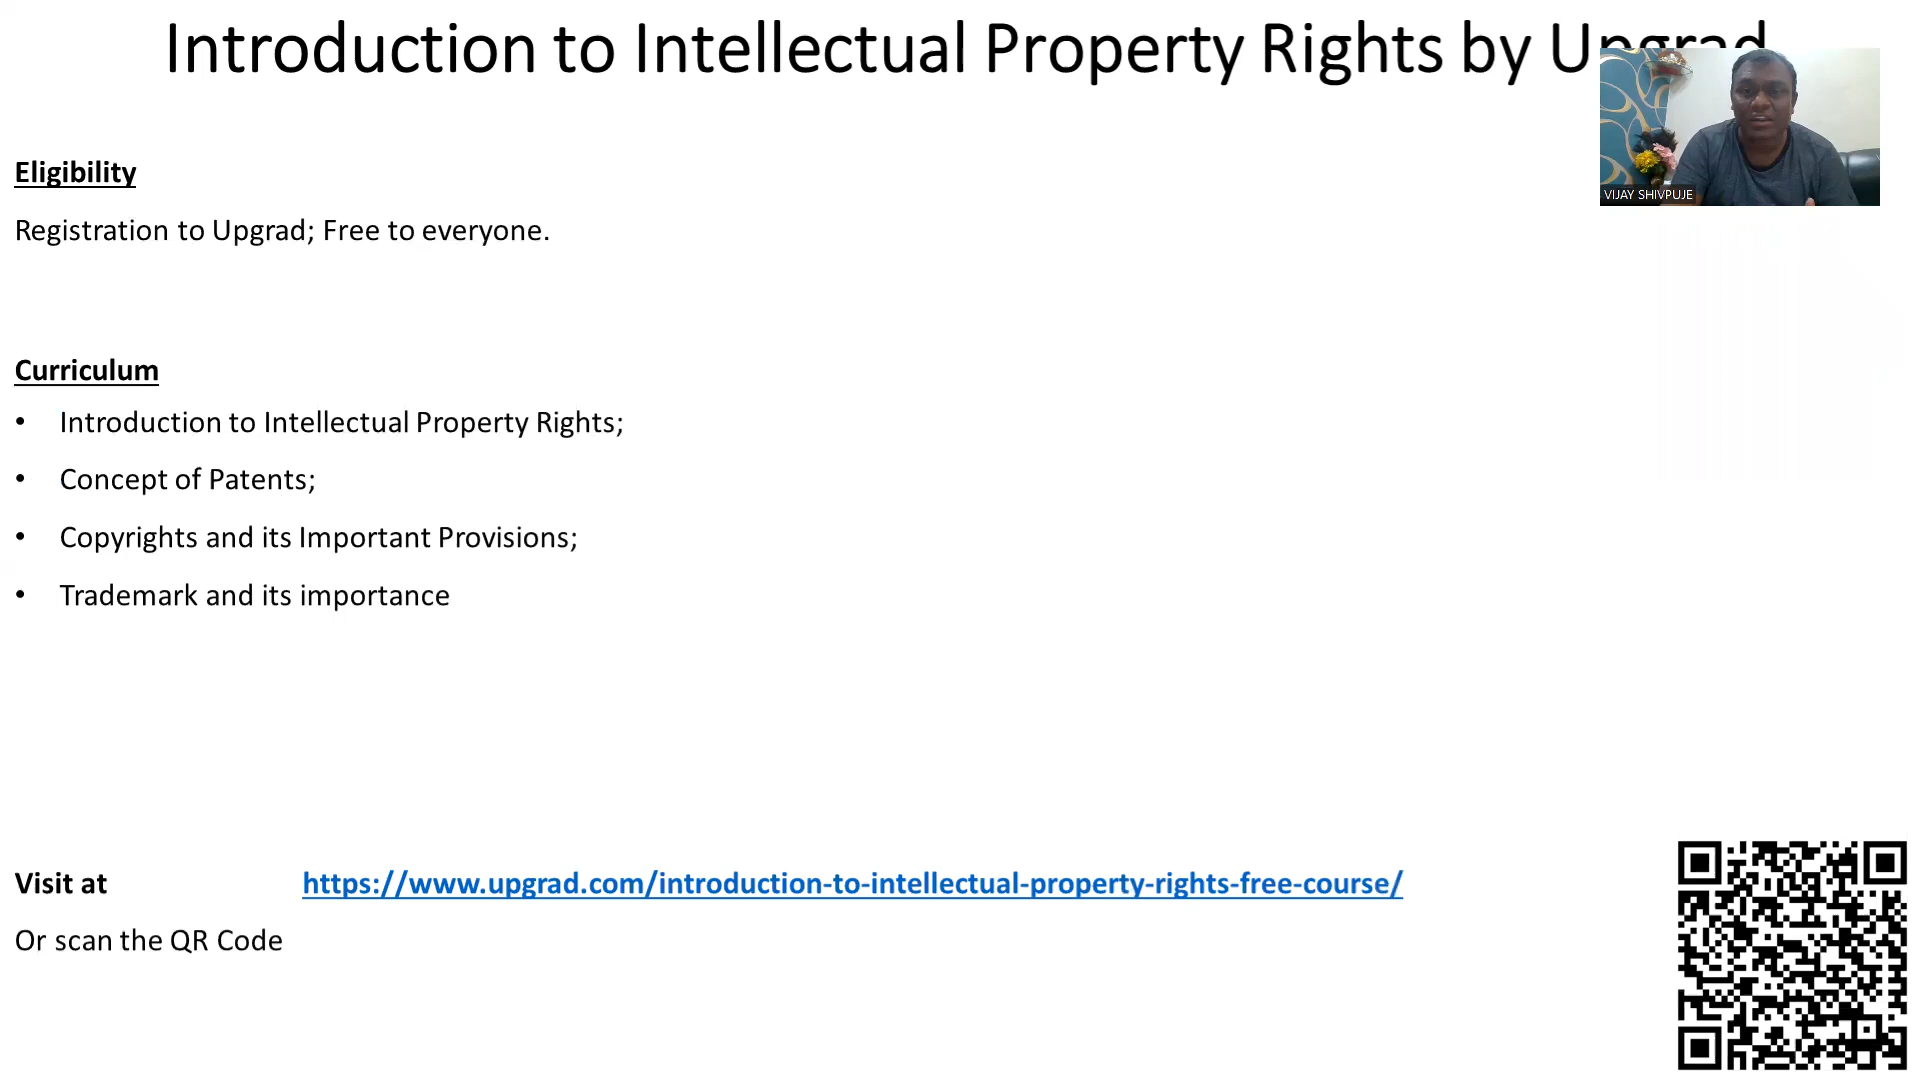 Introduction to Intellectual Property Rights by Upgrad
VIJAY SHIVPUJE
Eligibility
Registration to Upgrad; Free to everyone.
Curriculum
• Introduction to Intellectual Property Rights;
• Concept of Patents;
• Copyrights and its Important Provisions;
• Trademark and its importance
Visit at https://www.upgrad.com/introduction-to-intellectual-property-rights-free-course/
Or scan the QR Code